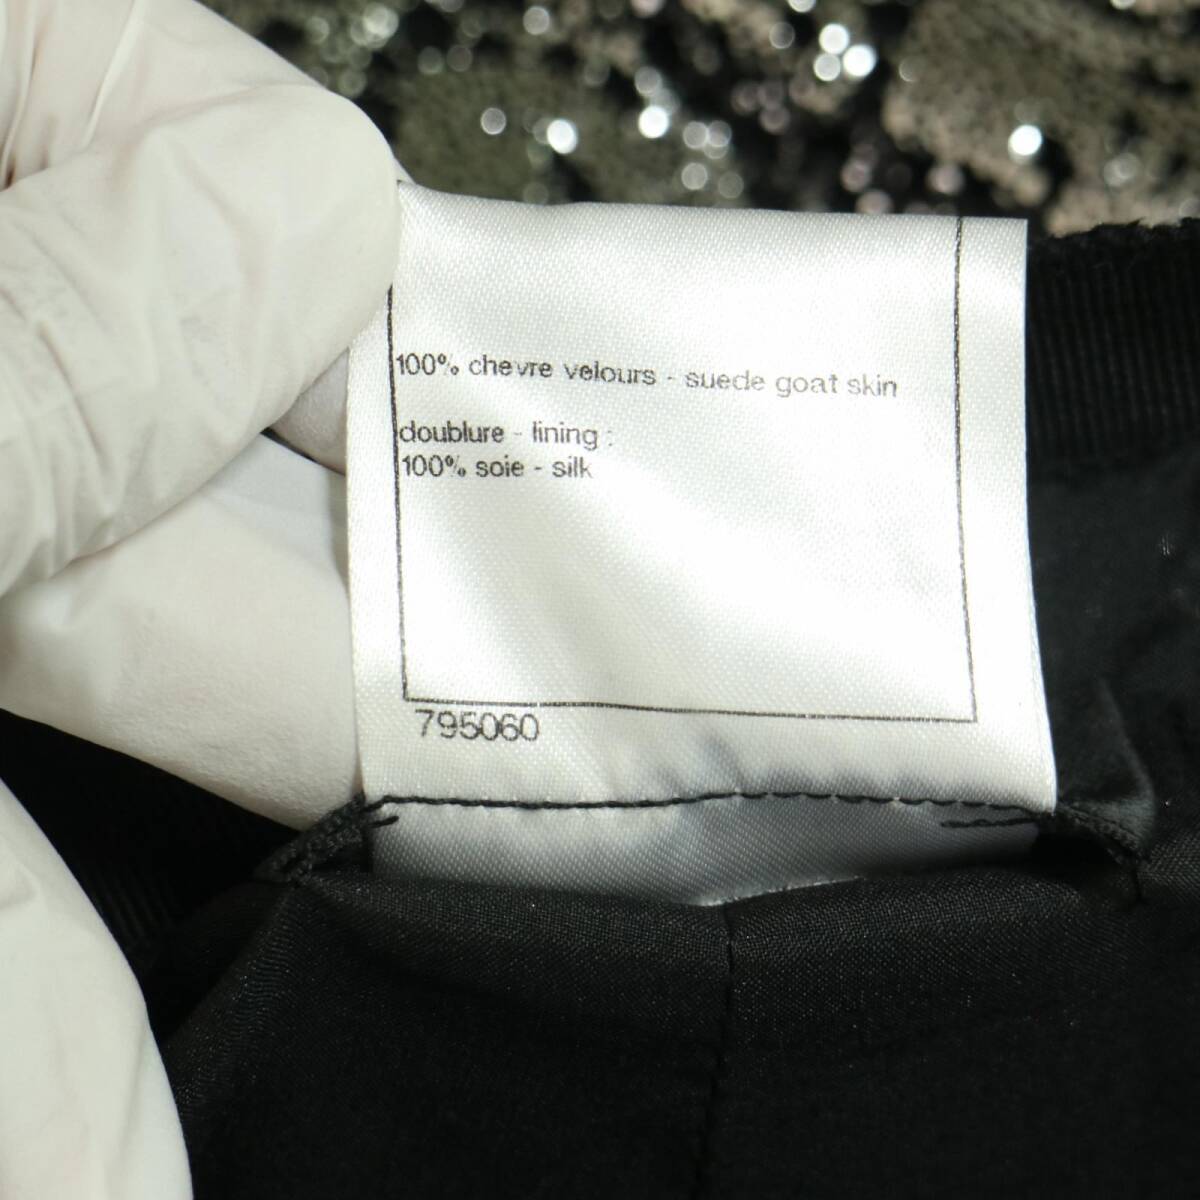 100% chevre velours - suede goat skin
doublure - lining :
100% soie - silk
795060